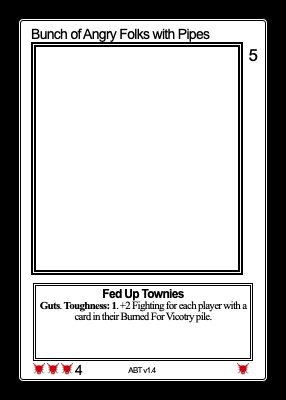 Bunch of Angry Folks with Pipes
5
Fed Up Townies
Guts. Toughness: 1. +2 Fighting for each player with a
card in their Burned For Vicotry pile.
4
ABT v1.4